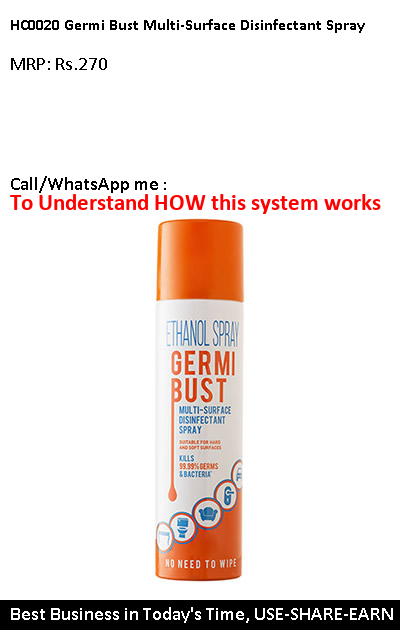 HC0020 Germi Bust Multi-Surface Disinfectant Spray
MRP: Rs.270
Call/WhatsApp me :
To Understand HOW this system works
ETHANOL SPRAY
GERMI
BUST
MULTI-SURFACE
DISINFECTANT
SPRAY
SUITABLE FOR HARD
AND SOFT SURFACES
KILLS
99.99% GERMS
& BACTERIA*
NO NEED TO WIPE
Best Business in Today's Time, USE-SHARE-EARN